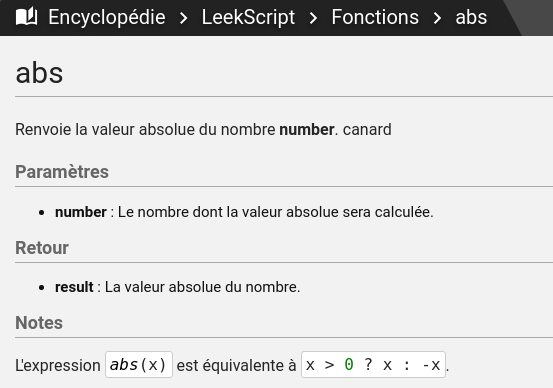 Encyclopédie > LeekScript > Fonctions > abs
abs
Renvoie la valeur absolue du nombre number. canard
Paramètres
• number : Le nombre dont la valeur absolue sera calculée.
Retour
• result : La valeur absolue du nombre.
Notes
L'expression abs(x) est équivalente à x > 0 ? x : -x.